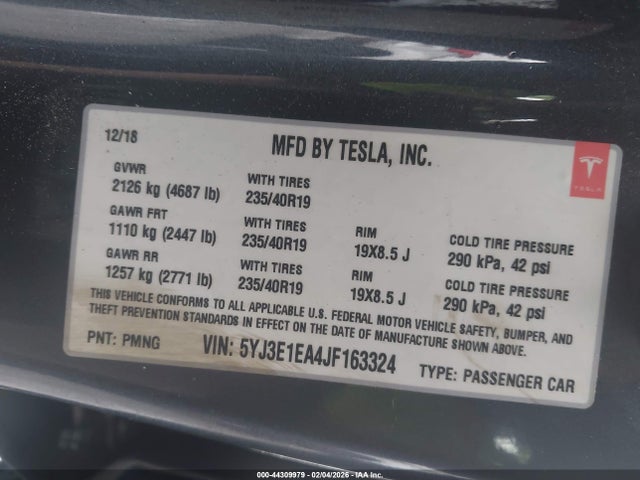 12/18
MFD BY TESLA, INC.
TESLA
GVWR
2126 kg (4687 lb)
WITH TIRES
235/40R19
GAWR FRT
1110 kg (2447 lb)
WITH TIRES
235/40R19
RIM
19X8.5 J
COLD TIRE PRESSURE
290 kPa, 42 psi
GAWR RR
1257 kg (2771 lb)
WITH TIRES
235/40R19
RIM
19X8.5 J
COLD TIRE PRESSURE
290 kPa, 42 psi
THIS VEHICLE CONFORMS TO ALL APPLICABLE U.S. FEDERAL MOTOR VEHICLE SAFETY, BUMPER, AND
THEFT PREVENTION STANDARDS IN EFFECT ON THE DATE OF MANUFACTURE SHOWN ABOVE.
PNT: PMNG
VIN: 5YJ3E1EA4JF163324
TYPE: PASSENGER CAR
000-44309979 - 02/04/2026 - IAA Inc.